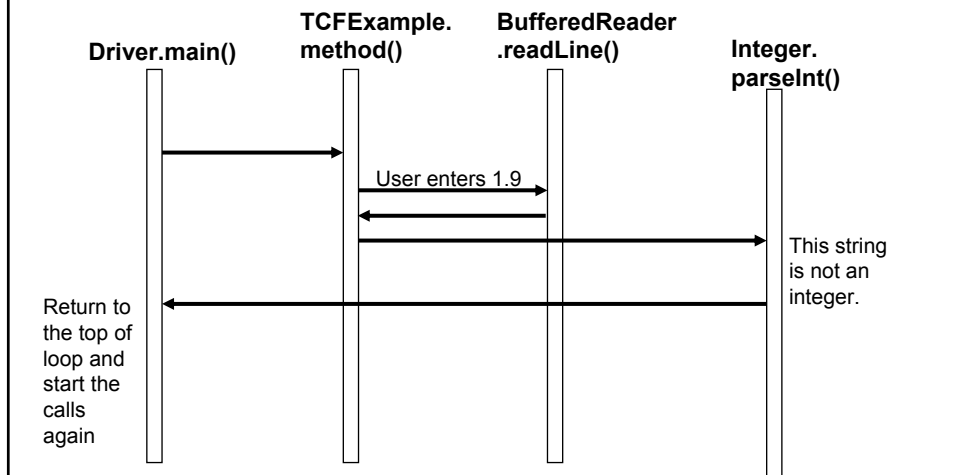 Driver.main()
TCFExample.
method()
BufferedReader
.readLine()
Integer.
parseInt()
User enters 1.9
This string
is not an
integer.
Return to
the top of
loop and
start the
calls
again